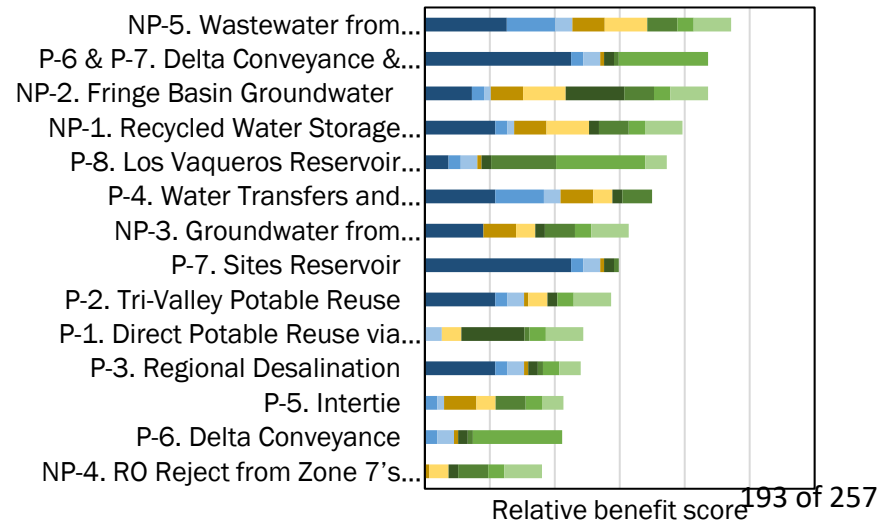 NP-5. Wastewater from...
P-6 & P-7. Delta Conveyance &...
NP-2. Fringe Basin Groundwater
NP-1. Recycled Water Storage...
P-8. Los Vaqueros Reservoir...
P-4. Water Transfers and...
NP-3. Groundwater from...
P-7. Sites Reservoir
P-2. Tri-Valley Potable Reuse
P-1. Direct Potable Reuse via...
P-3. Regional Desalination
P-5. Intertie
P-6. Delta Conveyance
NP-4. RO Reject from Zone 7's...
Relative benefit score
193 of 257